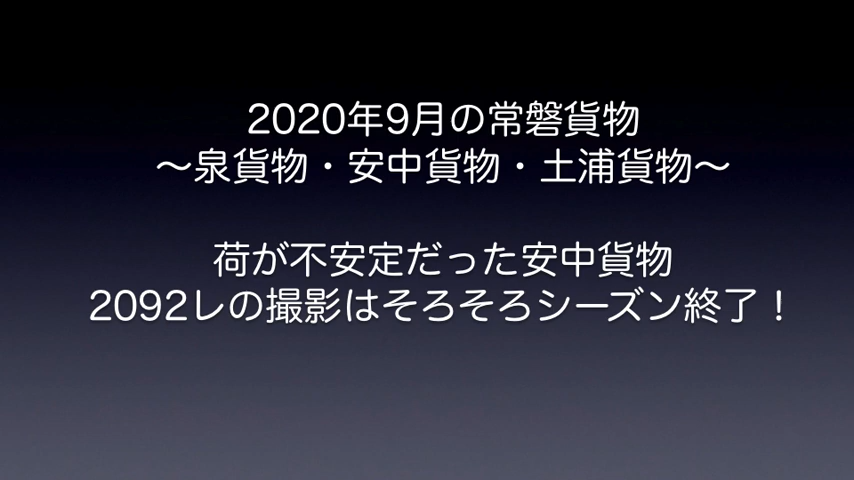 2020年9月の常磐貨物
〜泉貨物・安中貨物・土浦貨物〜
荷が不安定だった安中貨物
2092レの撮影はそろそろシーズン終了！